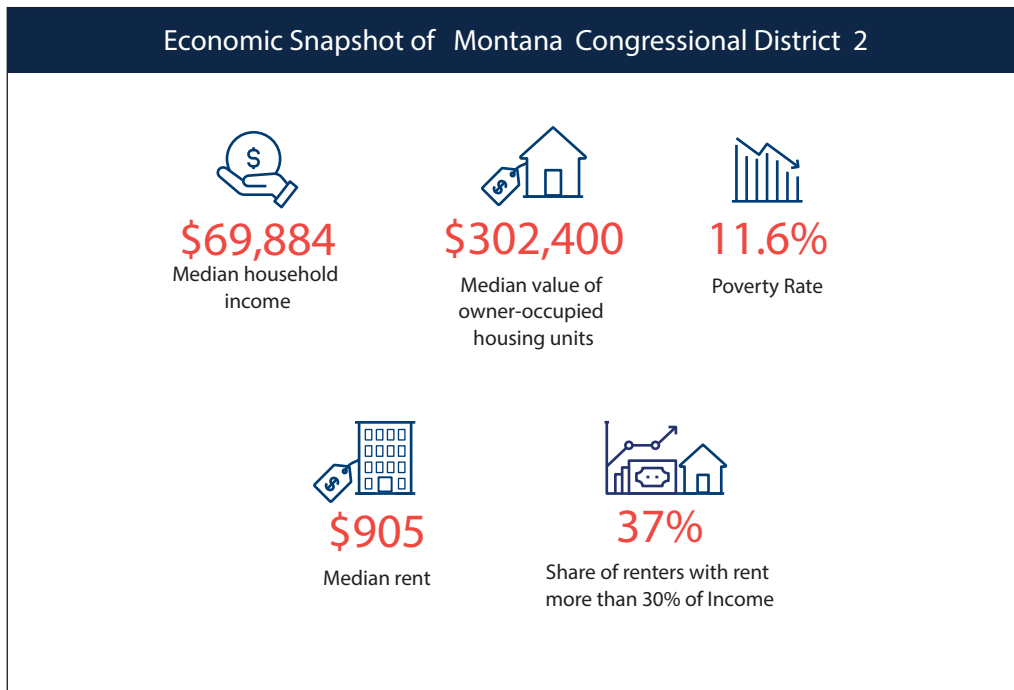 Economic Snapshot of Montana Congressional District 2
$
$
$69,884
Median household
income
$302,400
Median value of
owner-occupied
housing units
11.6%
Poverty Rate
$
$905
Median rent
37%
Share of renters with rent
more than 30% of Income